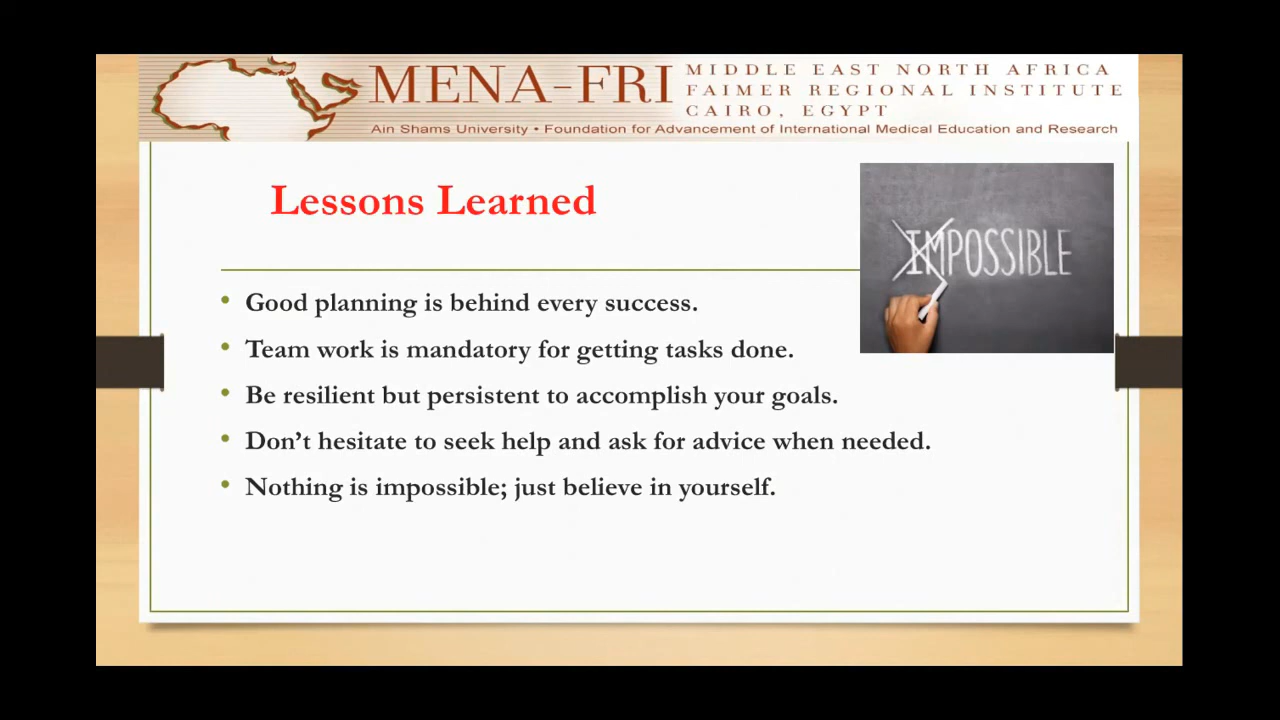 MENA-FRI
MIDDLE EAST NORTH AFRICA
FAIMER REGIONAL INSTITUTE
CAIRO, EGYPT
Ain Shams University • Foundation for Advancement of International Medical Education and Research
Lessons Learned
IMPOSSIBLE
• Good planning is behind every success.
• Team work is mandatory for getting tasks done.
• Be resilient but persistent to accomplish your goals.
• Don’t hesitate to seek help and ask for advice when needed.
• Nothing is impossible; just believe in yourself.